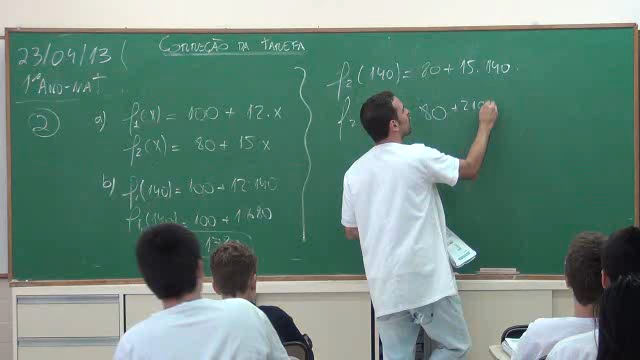 23/04/13
CORREÇÃO DA TAREFA
1º ANO-NAT
2
a) f₁(x) = 100 + 12.x
f₂(x) = 80 + 15.x
b) f₁(140) = 100 + 12.140
f₁(140) = 100 + 1.680
f₂(140) = 80 + 15.140.
80 + 210